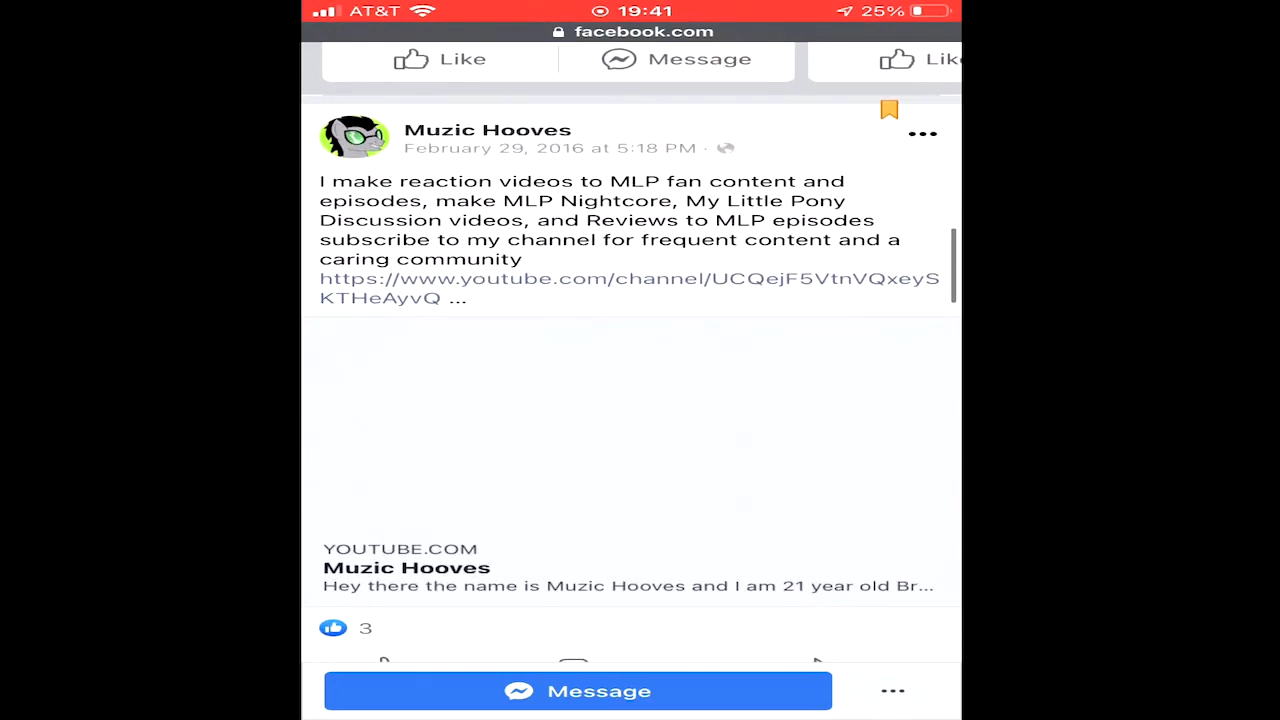 AT&T 19:41 25%
facebook.com
Like Message Lik
Muzic Hooves
February 29, 2016 at 5:18 PM ·
I make reaction videos to MLP fan content and
episodes, make MLP Nightcore, My Little Pony
Discussion videos, and Reviews to MLP episodes
subscribe to my channel for frequent content and a
caring community
https://www.youtube.com/channel/UCQejF5VtnVQxeyS
KTHeAyvQ ...
YOUTUBE.COM
Muzic Hooves
Hey there the name is Muzic Hooves and I am 21 year old Br...
3
Message